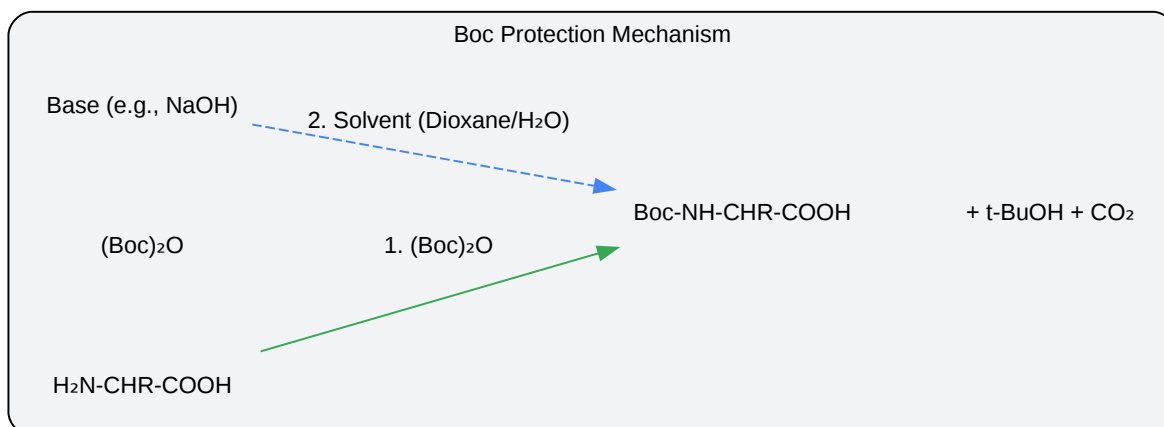 Boc Protection Mechanism
Base (e.g., NaOH)
2. Solvent (Dioxane/H₂O)
Boc-NH-CHR-COOH
+ t-BuOH + CO₂
(Boc)₂O
1. (Boc)₂O
H₂N-CHR-COOH